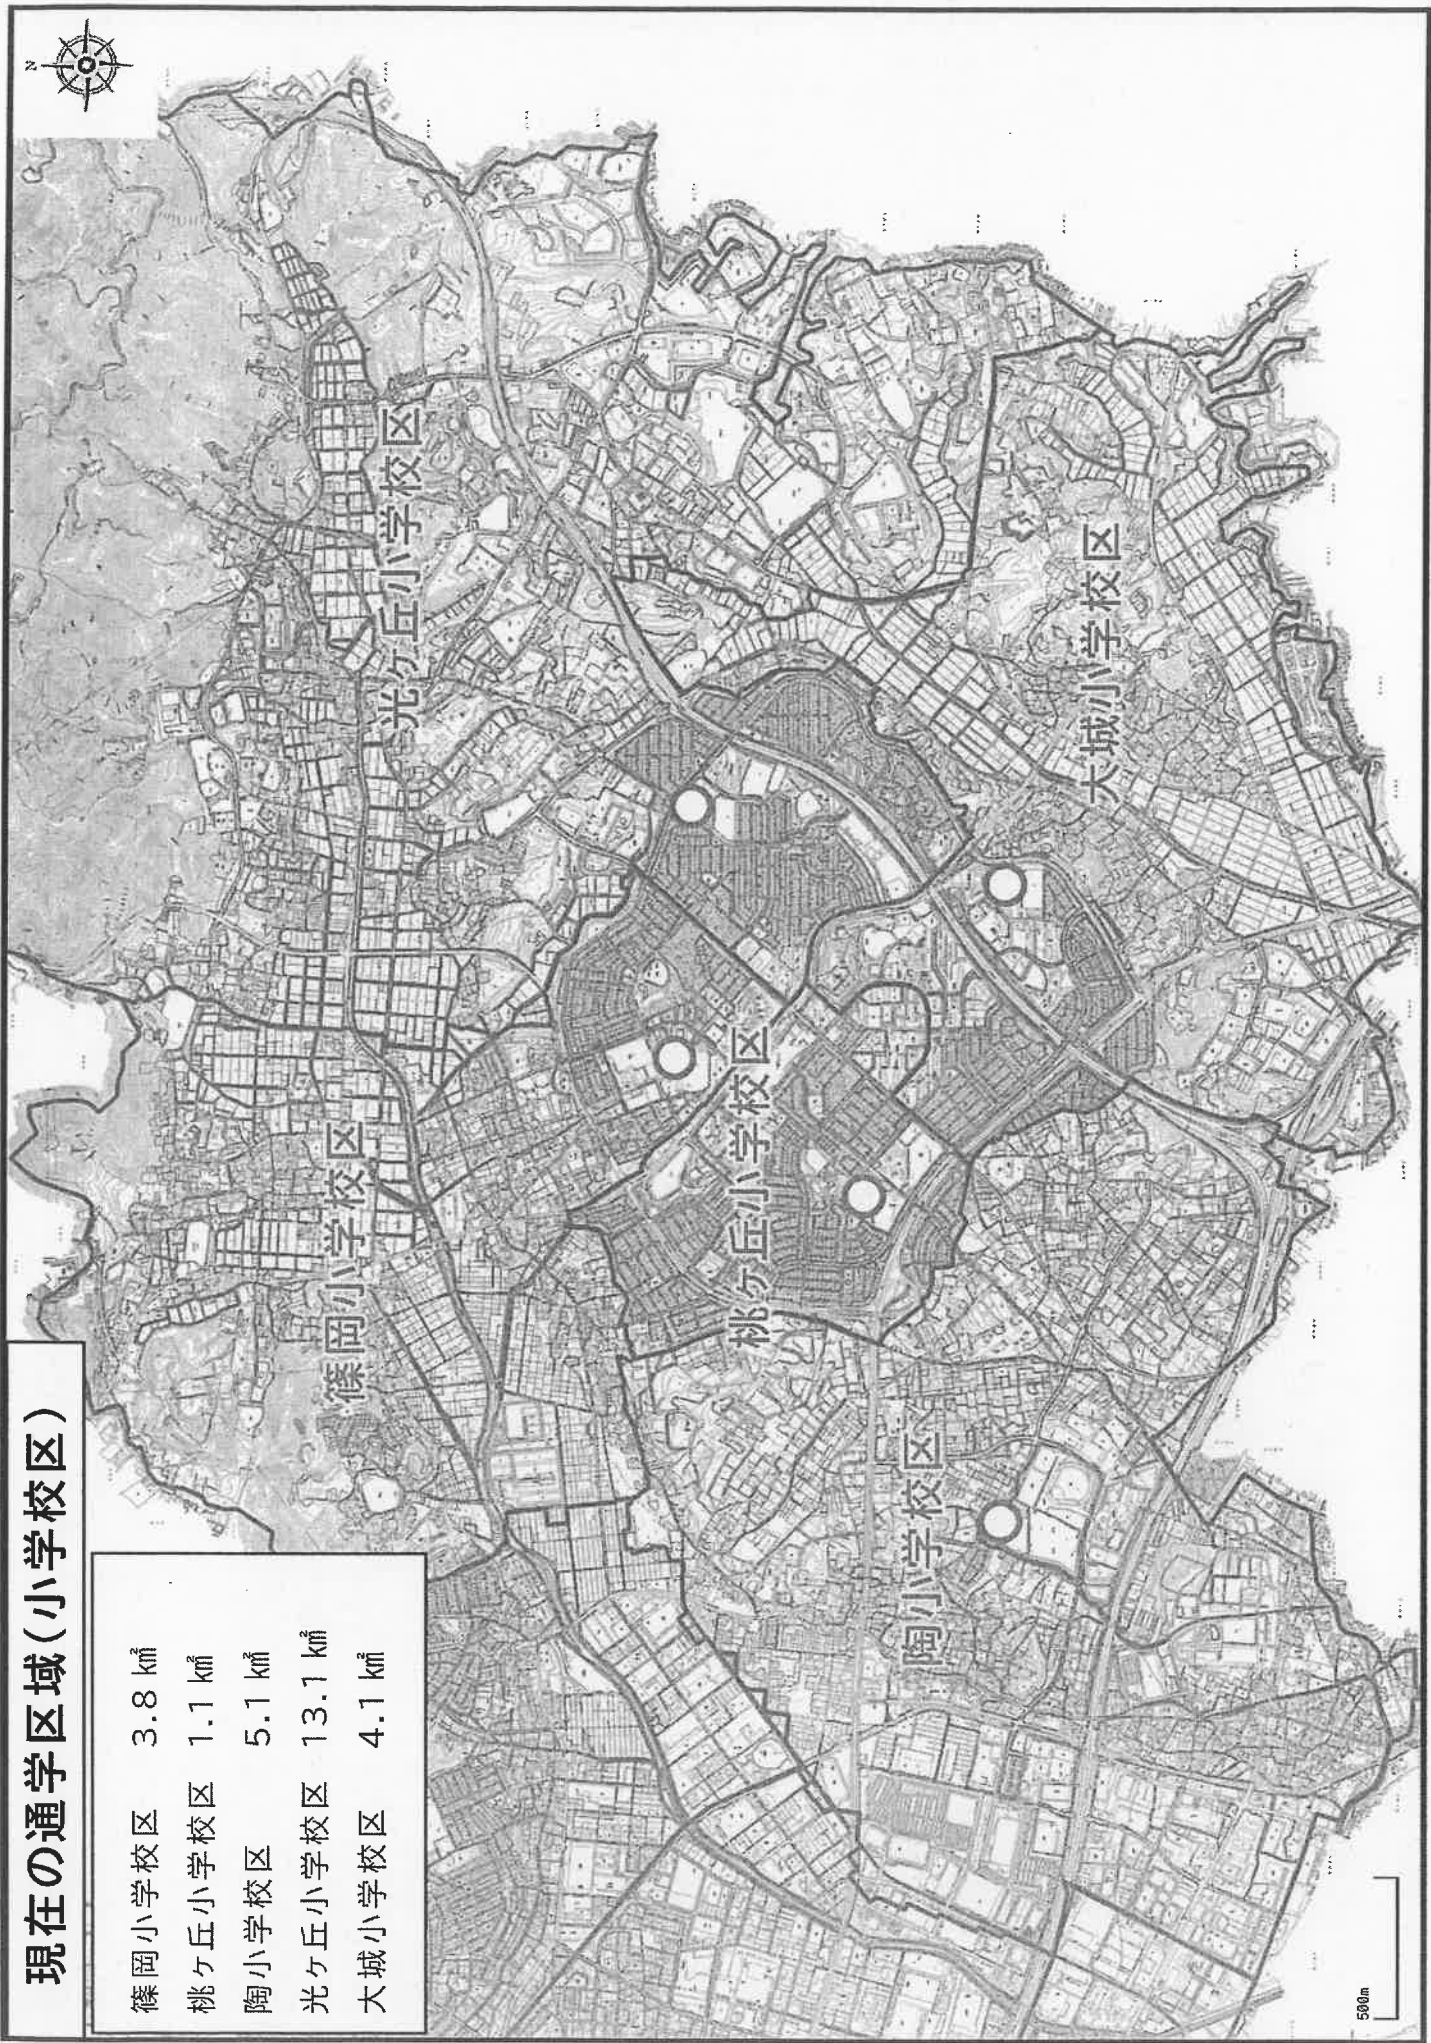 現在の通学区域(小学校区)
篠岡小学校区 3.8㎢
桃ヶ丘小学校区 1.1㎢
陶小学校区 5.1㎢
光ヶ丘小学校区 13.1㎢
大城小学校区 4.1㎢
N
篠岡小学校区
光ヶ丘小学校区
桃ヶ丘小学校区
陶小学校区
大城小学校区
500m